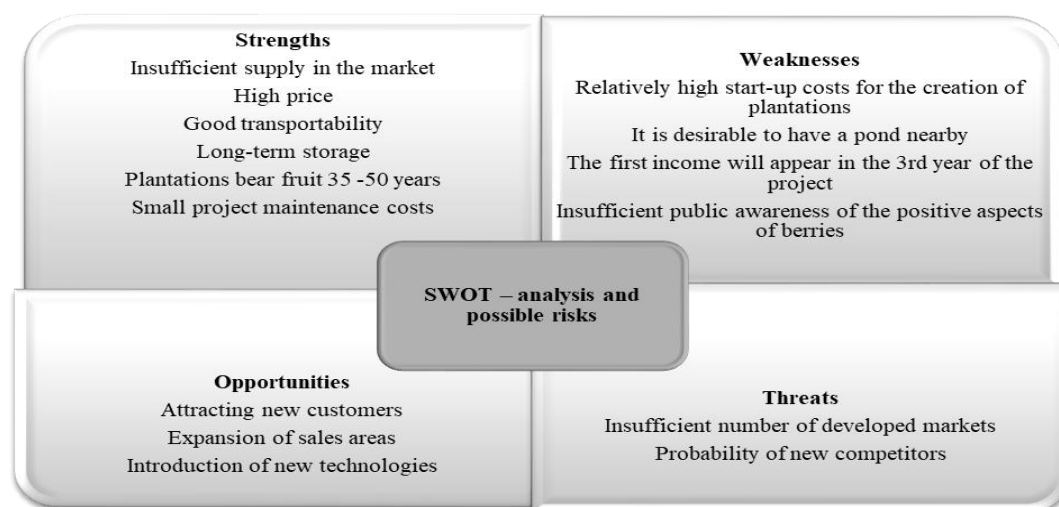 Strengths
Insufficient supply in the market
High price
Good transportability
Long-term storage
Plantations bear fruit 35 -50 years
Small project maintenance costs
Weaknesses
Relatively high start-up costs for the creation of
plantations
It is desirable to have a pond nearby
The first income will appear in the 3rd year of the
project
Insufficient public awareness of the positive aspects
of berries
SWOT – analysis and
possible risks
Opportunities
Attracting new customers
Expansion of sales areas
Introduction of new technologies
Threats
Insufficient number of developed markets
Probability of new competitors